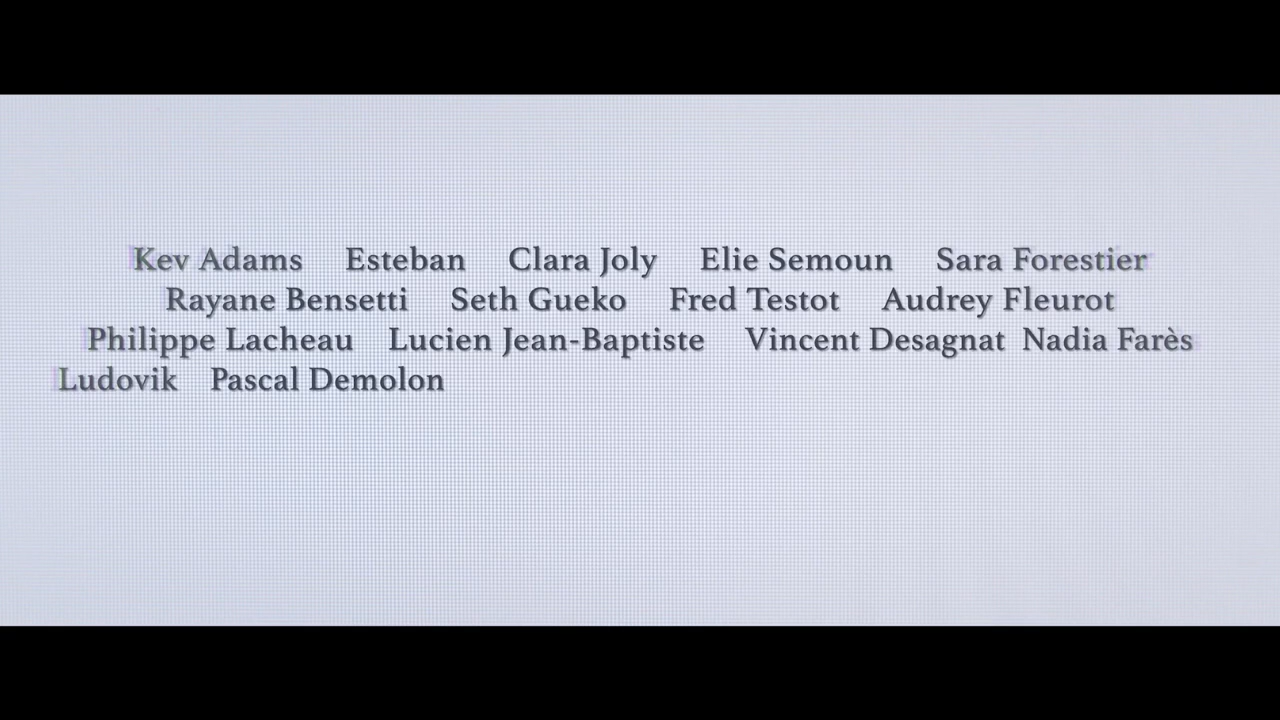 Kev Adams Esteban Clara Joly Elie Semoun Sara Forestier
Rayane Bensetti Seth Gueko Fred Testot Audrey Fleurot
Philippe Lacheau Lucien Jean-Baptiste Vincent Desagnat Nadia Farès
Ludovik Pascal Demolon